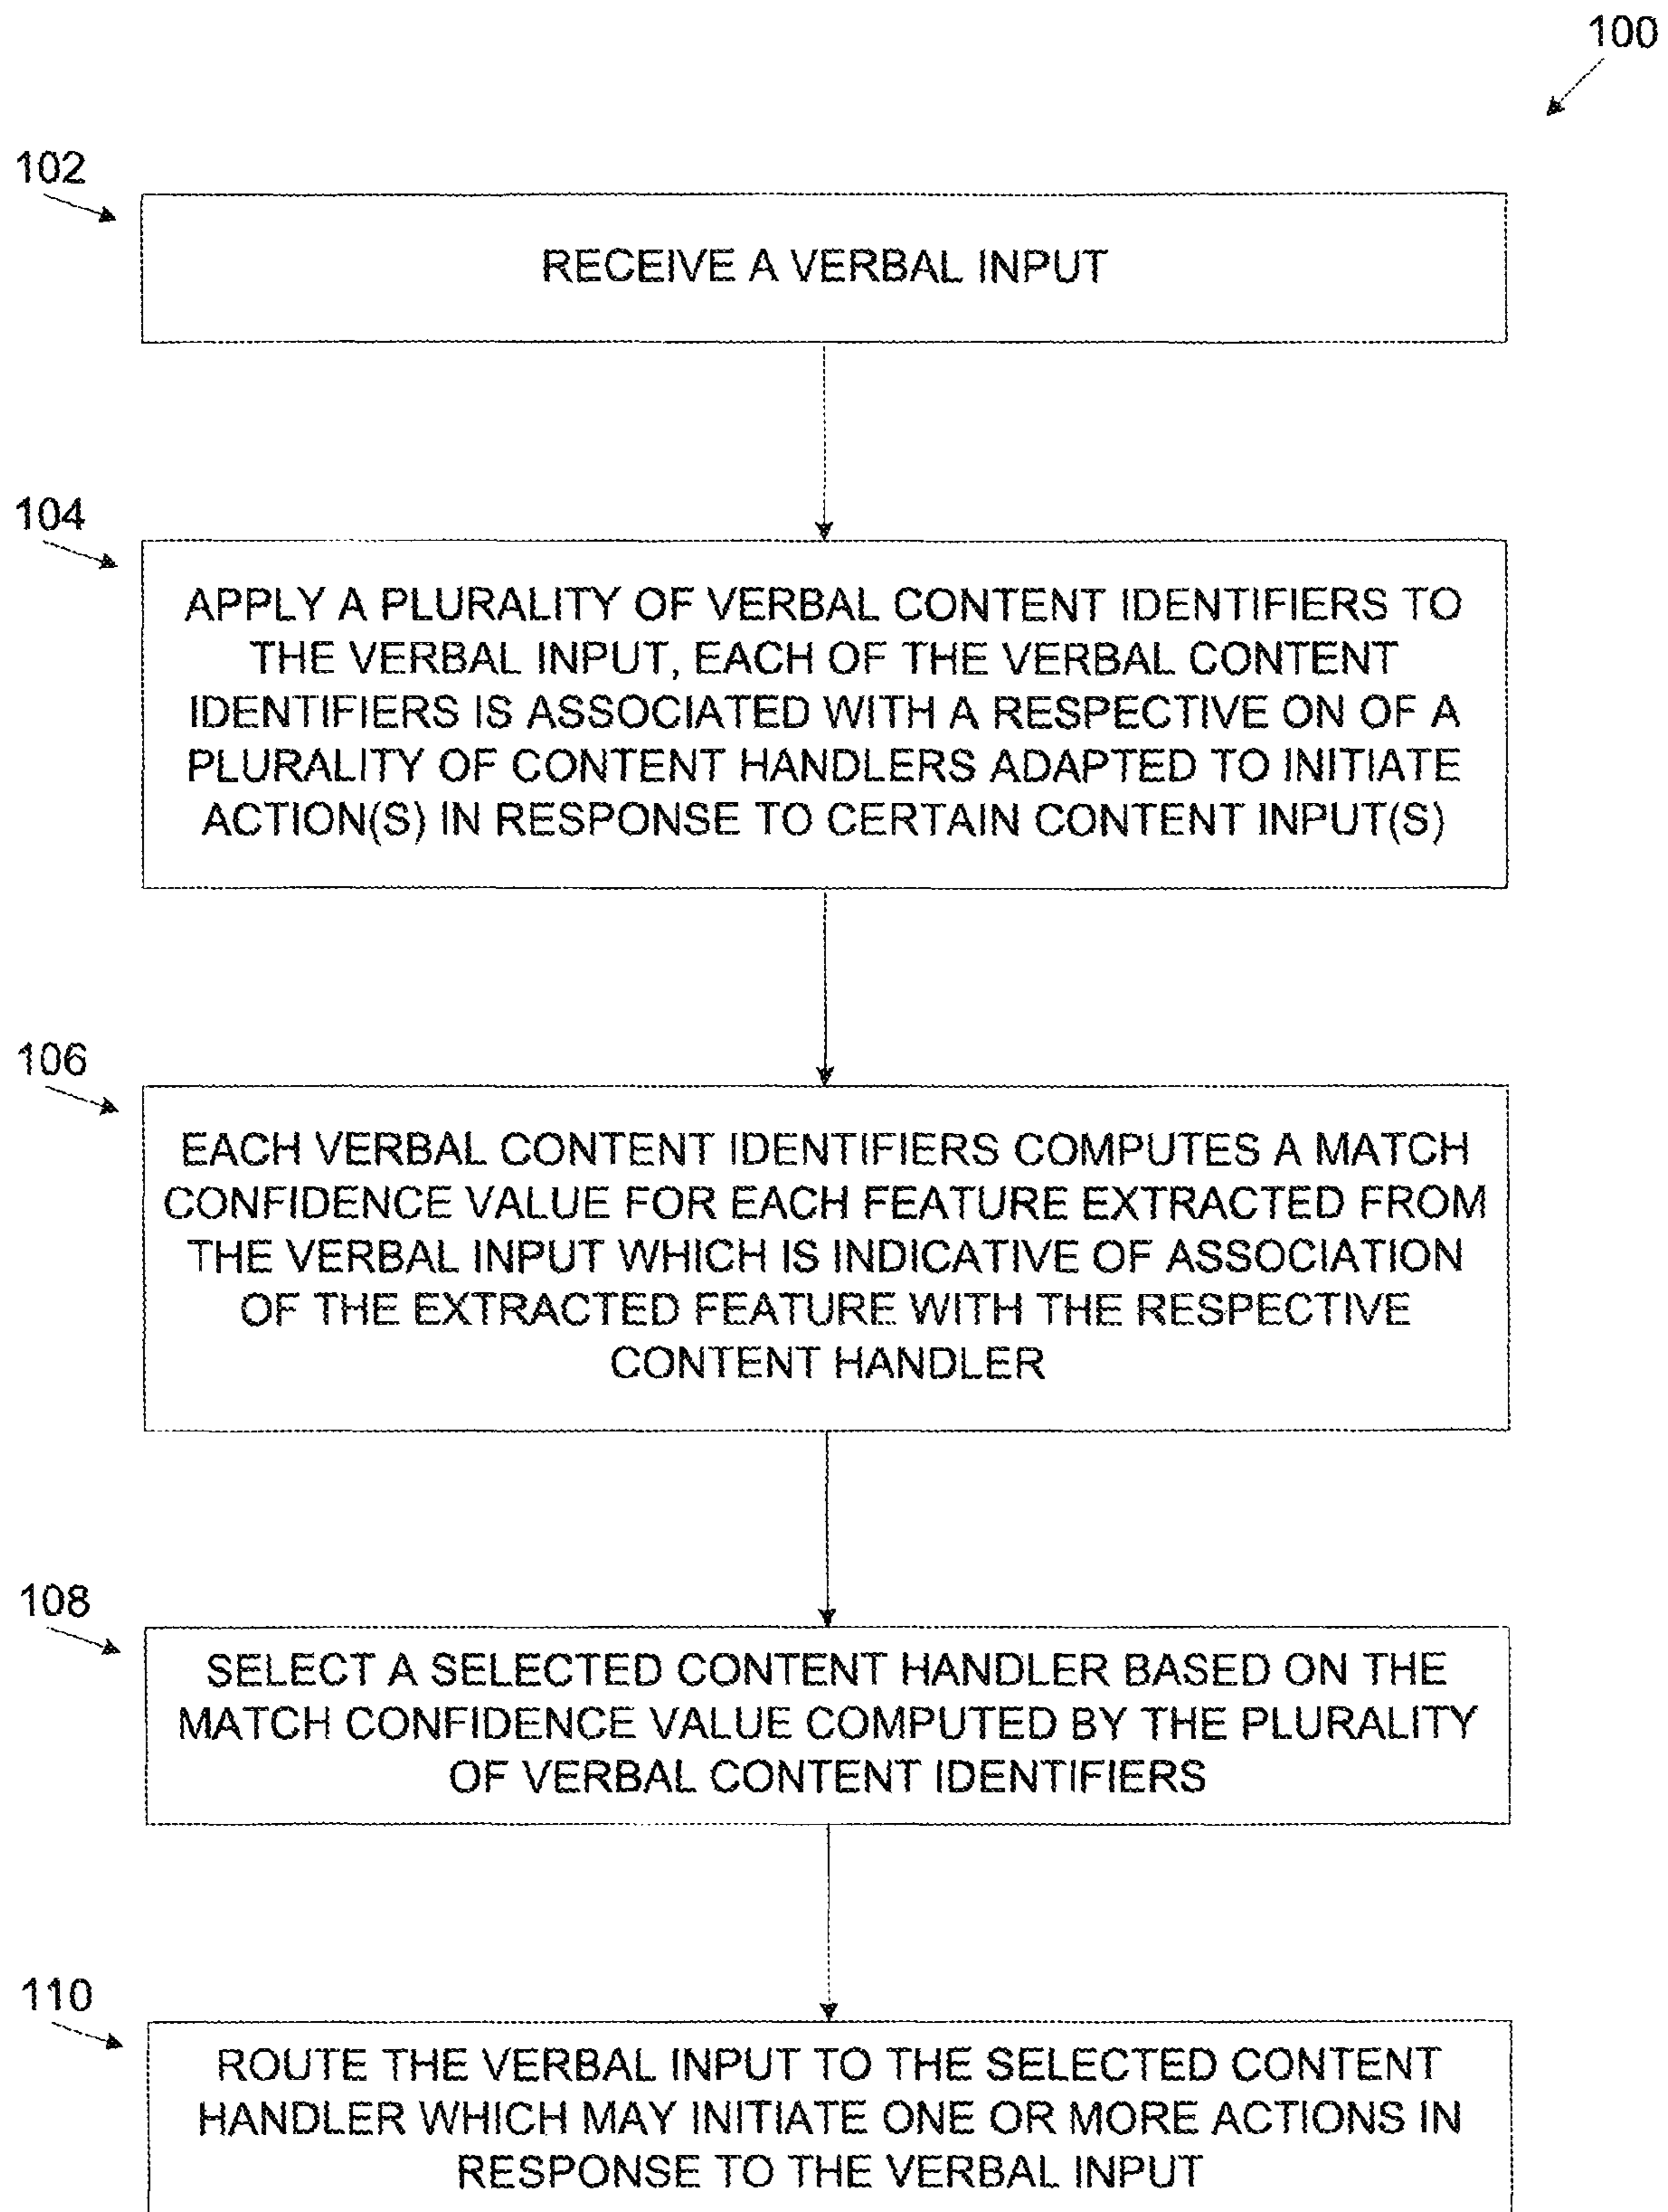 100
102
RECEIVE A VERBAL INPUT
104
APPLY A PLURALITY OF VERBAL CONTENT IDENTIFIERS TO
THE VERBAL INPUT, EACH OF THE VERBAL CONTENT
IDENTIFIERS IS ASSOCIATED WITH A RESPECTIVE ON OF A
PLURALITY OF CONTENT HANDLERS ADAPTED TO INITIATE
ACTION(S) IN RESPONSE TO CERTAIN CONTENT INPUT(S)
106
EACH VERBAL CONTENT IDENTIFIERS COMPUTES A MATCH
CONFIDENCE VALUE FOR EACH FEATURE EXTRACTED FROM
THE VERBAL INPUT WHICH IS INDICATIVE OF ASSOCIATION
OF THE EXTRACTED FEATURE WITH THE RESPECTIVE
CONTENT HANDLER
108
SELECT A SELECTED CONTENT HANDLER BASED ON THE
MATCH CONFIDENCE VALUE COMPUTED BY THE PLURALITY
OF VERBAL CONTENT IDENTIFIERS
110
ROUTE THE VERBAL INPUT TO THE SELECTED CONTENT
HANDLER WHICH MAY INITIATE ONE OR MORE ACTIONS IN
RESPONSE TO THE VERBAL INPUT